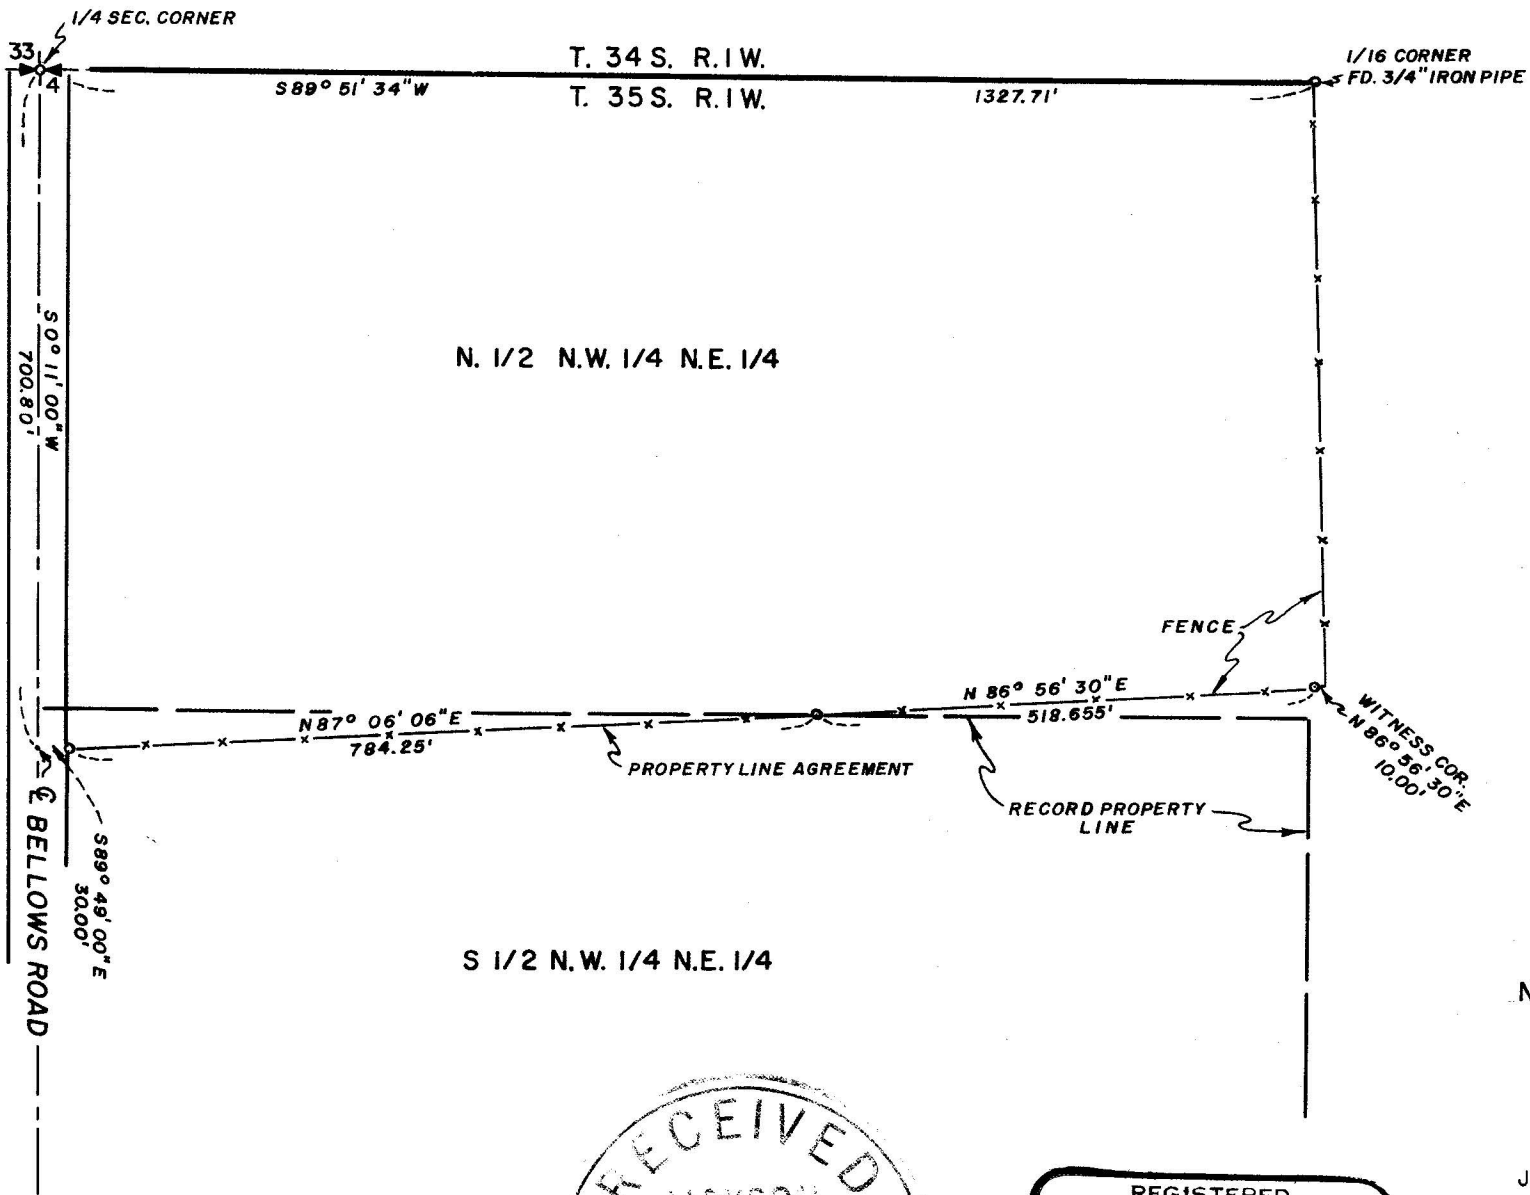 1/4 SEC. CORNER
33
4
T. 34 S. R. 1 W.
S 89° 51' 34" W
T. 35 S. R. 1 W.
1327.71'
1/16 CORNER
FD. 3/4" IRON PIPE
S 0° 11' 00" W
700.80'
N. 1/2 N.W. 1/4 N.E. 1/4
FENCE
N 86° 56' 30" E
518.655'
N 87° 06' 06" E
784.25'
PROPERTY LINE AGREEMENT
WITNESS COR.
N 86° 56' 30" E
10.00'
RECORD PROPERTY
LINE
S 89° 49' 00" E
30.00'
℄ BELLOWS ROAD
S 1/2 N.W. 1/4 N.E. 1/4
N
RECEIVED
REGISTERED
J